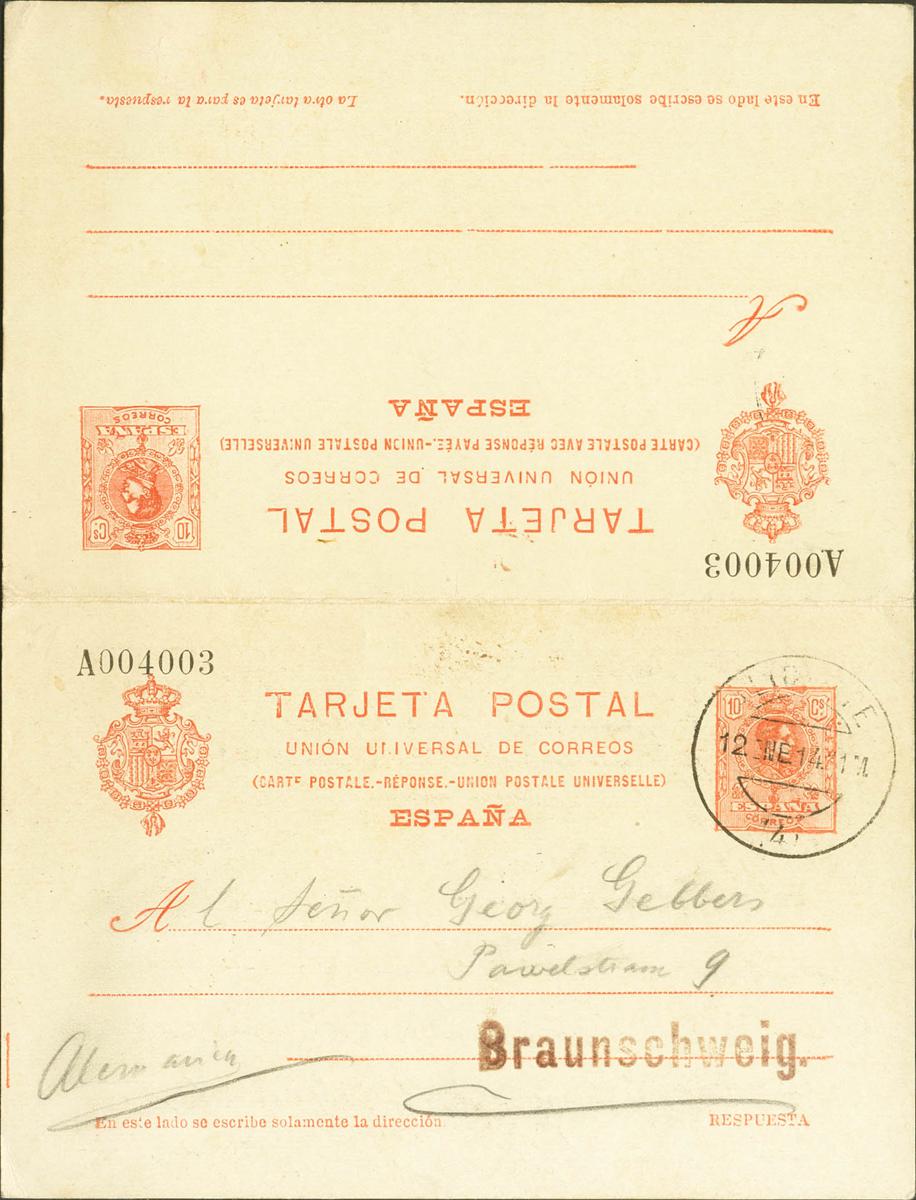 En este lado se escribe solamente la dirección. La otra tarjeta es para la respuesta.
A
ESPAÑA
(CARTE POSTALE AVEC RÉPONSE PAYÉE.-UNION POSTALE UNIVERSELLE)
UNIÓN UNIVERSAL DE CORREOS
TARJETA POSTAL
CORREOS
ESPAÑA
10 Cs
A004003
A004003
TARJETA POSTAL
UNIÓN UNIVERSAL DE CORREOS
(CARTE POSTALE.-RÉPONSE.-UNION POSTALE UNIVERSELLE)
ESPAÑA
10 Cs
ESPAÑA
CORREOS
12 ENE 14
Al Señor Georg Gebbers
9
Braunschweig.
Alemania
En este lado se escribe solamente la dirección.
RESPUESTA